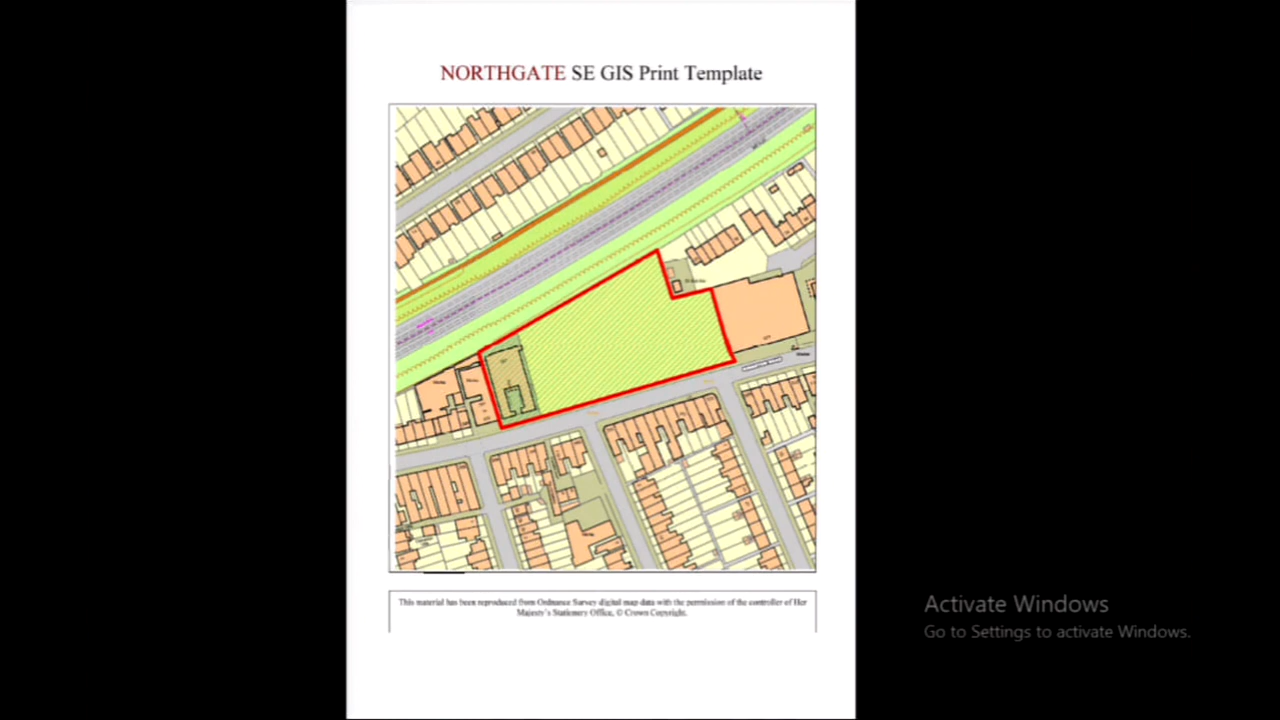 NORTHGATE SE GIS Print Template
This material has been reproduced from Ordnance Survey digital map data with the permission of the controller of Her
Majesty's Stationery Office, © Crown Copyright.
Activate Windows
Go to Settings to activate Windows.